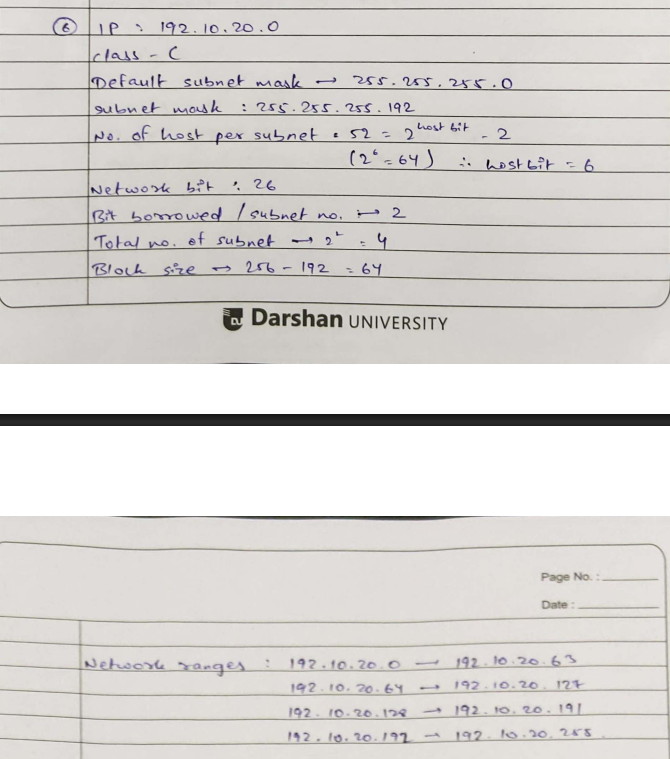 6 IP : 192.10.20.0
class - C
Default subnet mask → 255.255.255.0
subnet mask : 255.255.255.192
No. of host per subnet : 52 = 2^host bit - 2
(2^6 = 64) ∴ host bit = 6
Network bit : 26
Bit borrowed / subnet no. → 2
Total no. of subnet → 2^2 = 4
Block size → 256 - 192 = 64
DU Darshan UNIVERSITY
Page No. :
Date :
Network ranges : 192.10.20.0 → 192.10.20.63
192.10.20.64 → 192.10.20.127
192.10.20.128 → 192.10.20.191
192.10.20.192 → 192.10.20.255